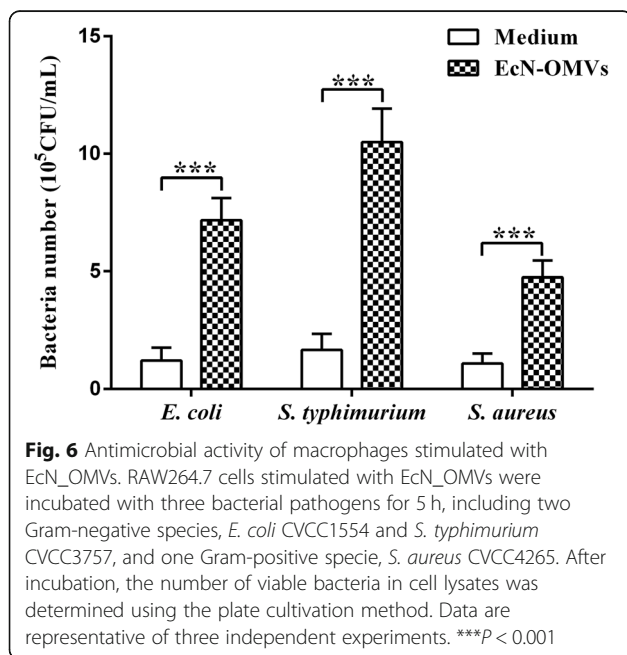 15
10
5
0
Bacteria number (10⁵CFU/mL)
Medium
EcN-OMVs
***
***
***
E. coli
S. typhimurium
S. aureus
Fig. 6 Antimicrobial activity of macrophages stimulated with
EcN_OMVs. RAW264.7 cells stimulated with EcN_OMVs were
incubated with three bacterial pathogens for 5 h, including two
Gram-negative species, E. coli CVCC1554 and S. typhimurium
CVCC3757, and one Gram-positive specie, S. aureus CVCC4265. After
incubation, the number of viable bacteria in cell lysates was
determined using the plate cultivation method. Data are
representative of three independent experiments. ***P < 0.001